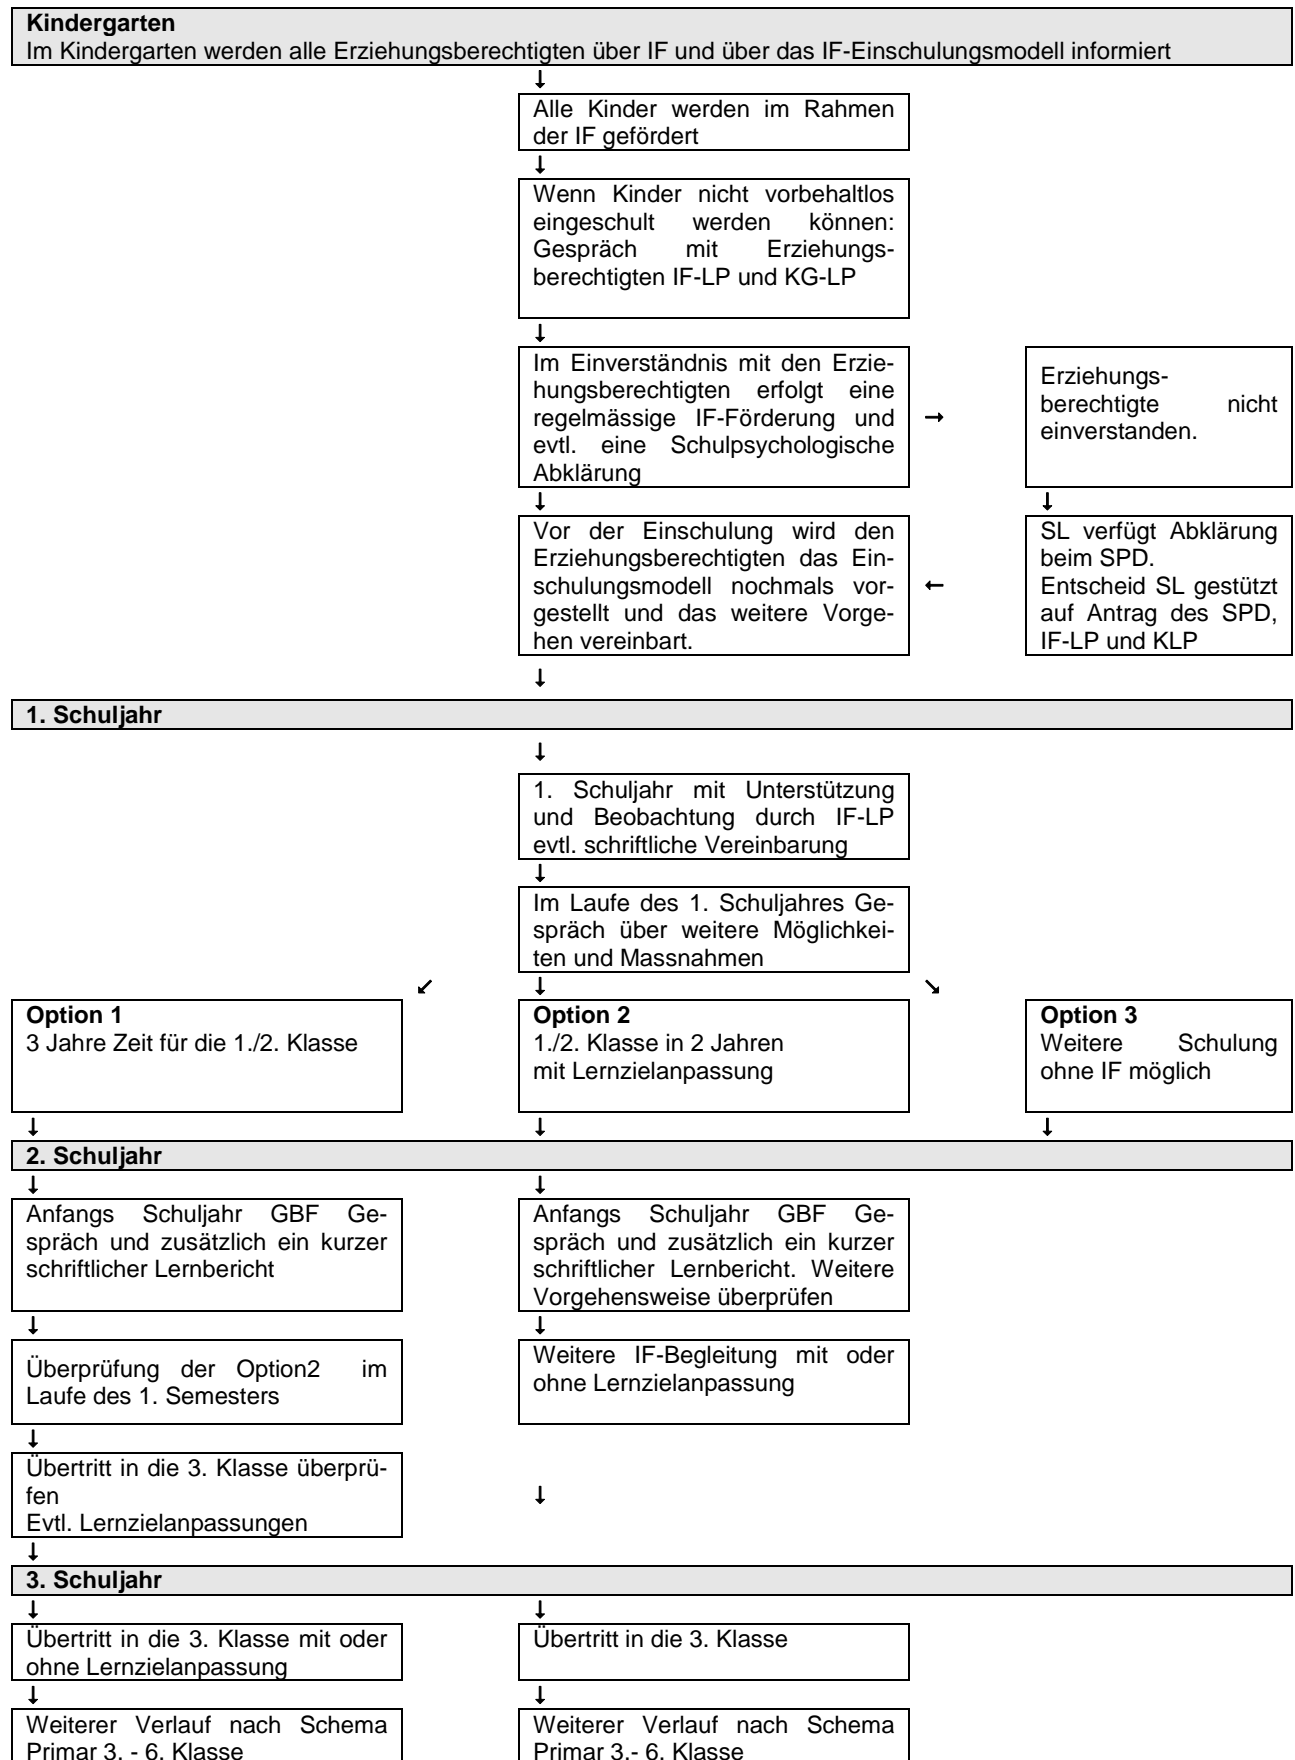 Kindergarten
Im Kindergarten werden alle Erziehungsberechtigten über IF und über das IF-Einschulungsmodell informiert
↓
Alle Kinder werden im Rahmen
der IF gefördert
↓
Wenn Kinder nicht vorbehaltlos
eingeschult werden können:
Gespräch mit Erziehungs-
berechtigten IF-LP und KG-LP
↓
Im Einverständnis mit den Erzie-
hungsberechtigten erfolgt eine
regelmässige IF-Förderung und
evtl. eine Schulpsychologische
Abklärung
→
Erziehungs-
berechtigte nicht
einverstanden.
↓
↓
Vor der Einschulung wird den
Erziehungsberechtigten das Ein-
schulungsmodell nochmals vor-
gestellt und das weitere Vorge-
hen vereinbart.
←
SL verfügt Abklärung
beim SPD.
Entscheid SL gestützt
auf Antrag des SPD,
IF-LP und KLP
↓
1. Schuljahr
↓
1. Schuljahr mit Unterstützung
und Beobachtung durch IF-LP
evtl. schriftliche Vereinbarung
↓
Im Laufe des 1. Schuljahres Ge-
spräch über weitere Möglichkei-
ten und Massnahmen
↙ ↓ ↘
Option 1
3 Jahre Zeit für die 1./2. Klasse
Option 2
1./2. Klasse in 2 Jahren
mit Lernzielanpassung
Option 3
Weitere Schulung
ohne IF möglich
↓ ↓ ↓
2. Schuljahr
↓ ↓
Anfangs Schuljahr GBF Ge-
spräch und zusätzlich ein kurzer
schriftlicher Lernbericht
Anfangs Schuljahr GBF Ge-
spräch und zusätzlich ein kurzer
schriftlicher Lernbericht. Weitere
Vorgehensweise überprüfen
↓ ↓
Überprüfung der Option2 im
Laufe des 1. Semesters
Weitere IF-Begleitung mit oder
ohne Lernzielanpassung
↓
Übertritt in die 3. Klasse überprü-
fen
Evtl. Lernzielanpassungen
↓
↓
3. Schuljahr
↓ ↓
Übertritt in die 3. Klasse mit oder
ohne Lernzielanpassung
Übertritt in die 3. Klasse
↓ ↓
Weiterer Verlauf nach Schema
Primar 3. - 6. Klasse
Weiterer Verlauf nach Schema
Primar 3.- 6. Klasse